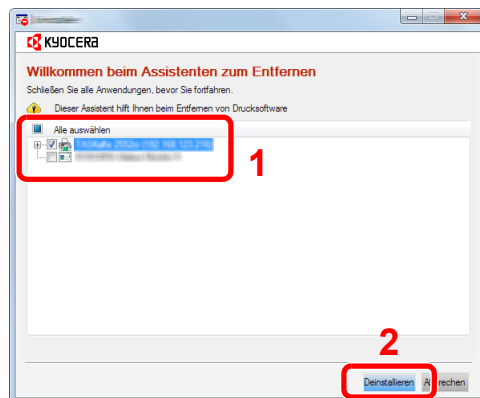 KYOCERA
Willkommen beim Assistenten zum Entfernen
Schließen Sie alle Anwendungen, bevor Sie fortfahren.
Dieser Assistent hilft Ihnen beim Entfernen von Drucksoftware
Alle auswählen
1
2
Deinstallieren